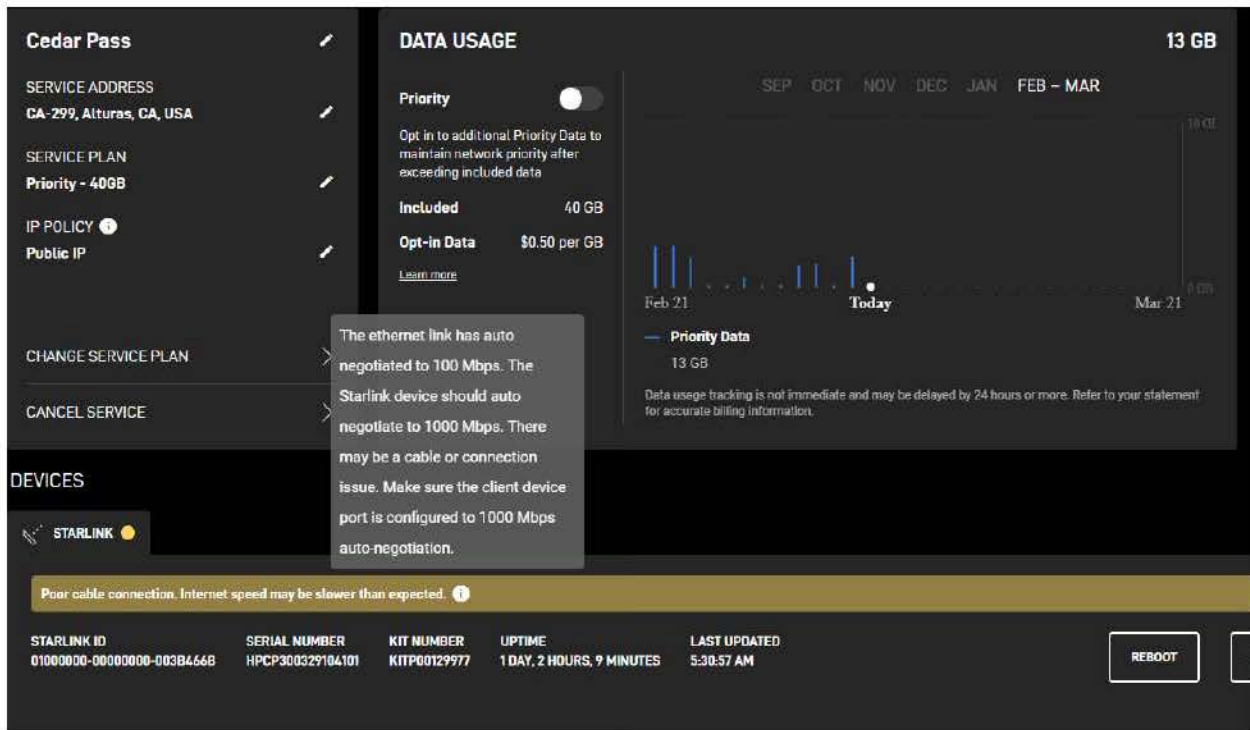 Cedar Pass
SERVICE ADDRESS
CA-299, Alturas, CA, USA
SERVICE PLAN
Priority - 40GB
IP POLICY
Public IP
CHANGE SERVICE PLAN
CANCEL SERVICE
DATA USAGE
13 GB
Priority
Opt in to additional Priority Data to
maintain network priority after
exceeding included data
Included 40 GB
Opt-in Data $0.50 per GB
Learn more
SEP OCT NOV DEC JAN FEB – MAR
0 GB
Feb 21 Today Mar 21
Priority Data
13 GB
Data usage tracking is not immediate and may be delayed by 24 hours or more. Refer to your statement
for accurate billing information.
The ethernet link has auto
negotiated to 100 Mbps. The
Starlink device should auto
negotiate to 1000 Mbps. There
may be a cable or connection
issue. Make sure the client device
port is configured to 1000 Mbps
auto-negotiation.
DEVICES
STARLINK
Poor cable connection. Internet speed may be slower than expected.
STARLINK ID SERIAL NUMBER KIT NUMBER UPTIME LAST UPDATED
01000000-00000000-003B466B HPCP300329104101 KITP00129977 1 DAY, 2 HOURS, 9 MINUTES 5:30:57 AM
REBOOT